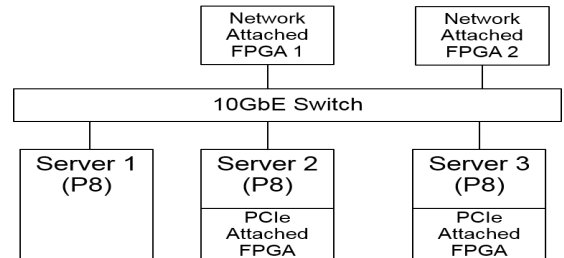 Network
Attached
FPGA 1
Network
Attached
FPGA 2
10GbE Switch
Server 1
(P8)
Server 2
(P8)
PCIe
Attached
FPGA
Server 3
(P8)
PCIe
Attached
FPGA